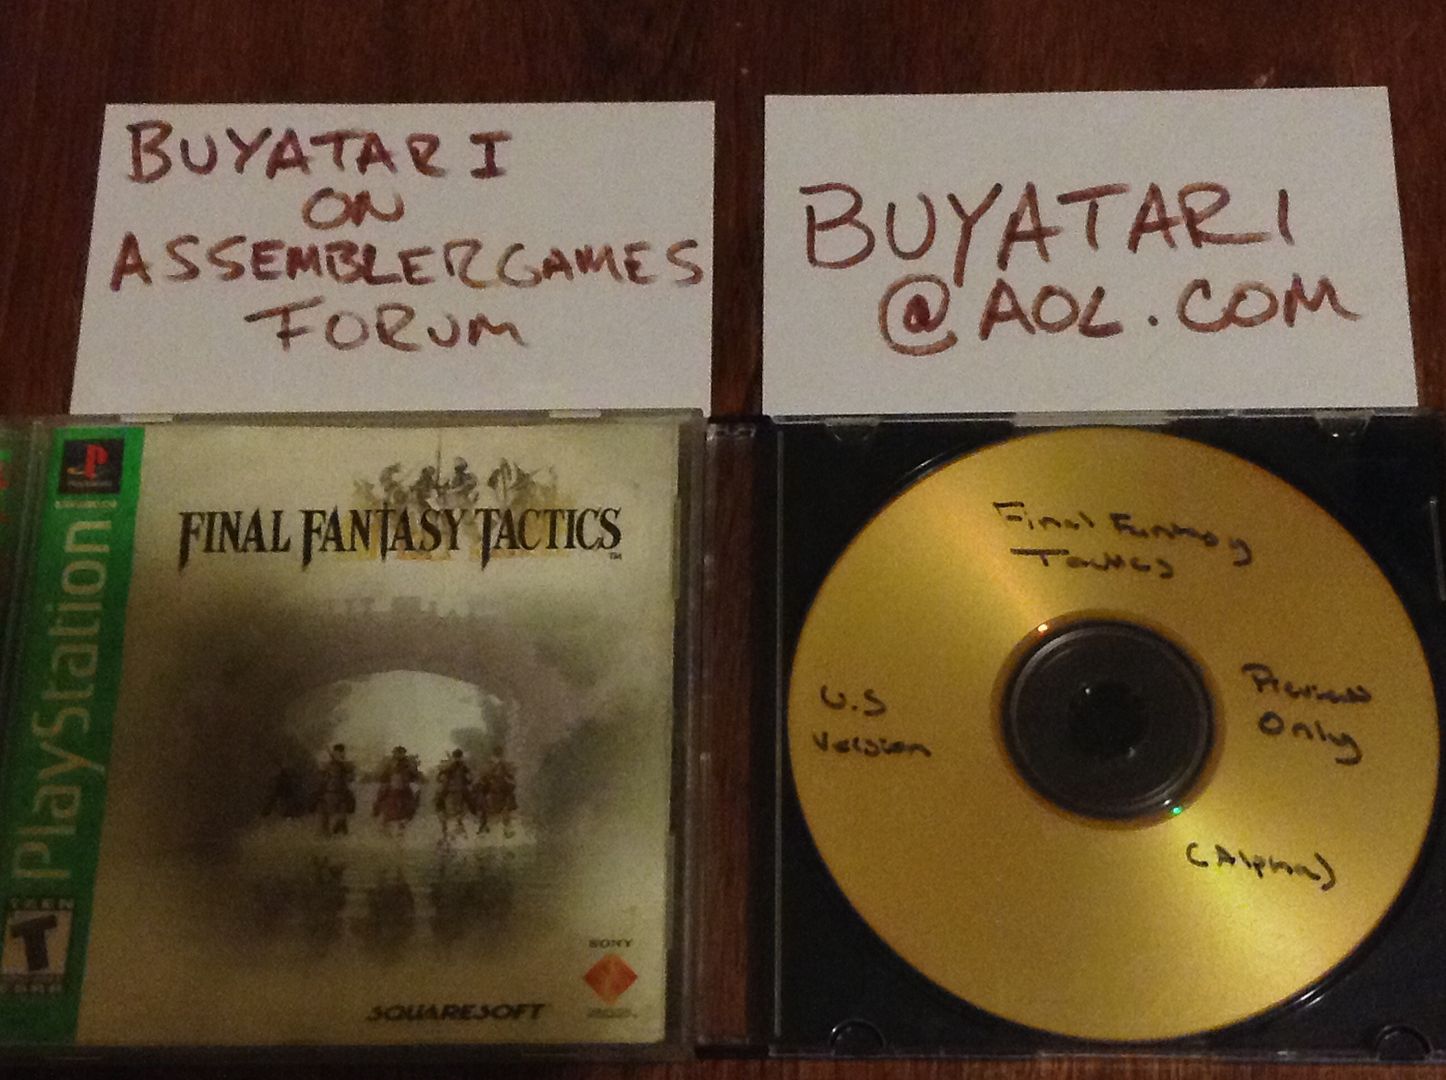 BUYATARI
ON
ASSEMBLERGAMES
FORUM
BUYATARI
@AOL.COM
PlayStation
FINAL FANTASY TACTICS
TM
T
SONY
SQUARESOFT
Final Fantasy
Tactics
U.S
Version
Preview
Only
(Alpha)